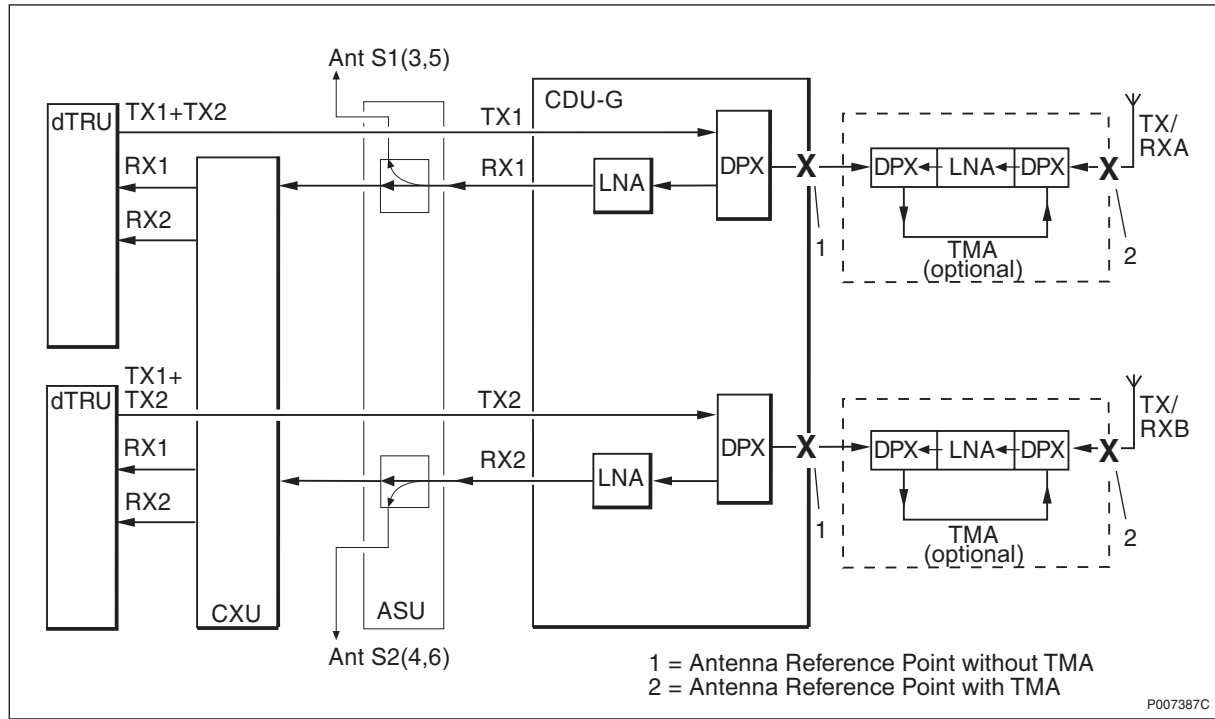 Ant S1(3,5)
CDU-G
dTRU
TX1+TX2
TX1
DPX
TX/
RXA
RX1
RX1
LNA
X
DPX
LNA
DPX
X
RX2
1
TMA
(optional)
2
dTRU
TX1+
TX2
TX2
DPX
TX/
RXB
RX1
RX2
LNA
X
DPX
LNA
DPX
X
RX2
1
TMA
(optional)
2
CXU
ASU
Ant S2(4,6)
1 = Antenna Reference Point without TMA
2 = Antenna Reference Point with TMA
P007387C